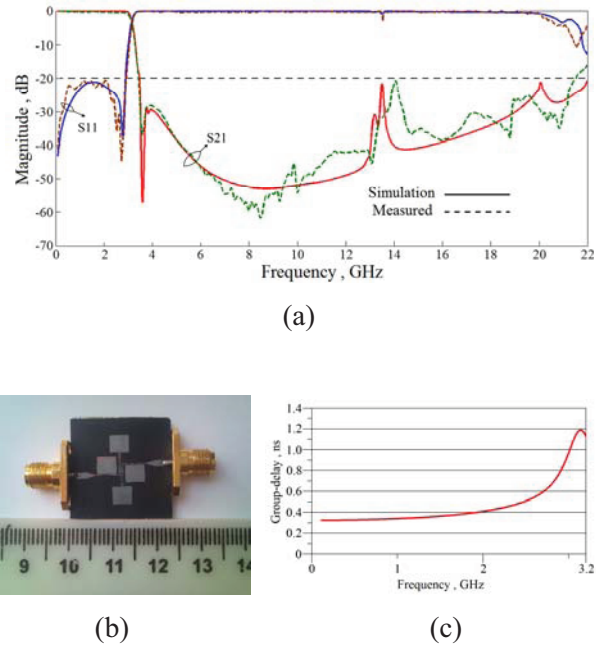 0
-10
-20
-30
-40
-50
-60
-70
Magnitude , dB
S11
S21
Simulation
Measured
0 2 4 6 8 10 12 14 16 18 20 22
Frequency , GHz
(a)
9 10 11 12 13 14
(b)
1.4
1.2
1.0
0.8
0.6
0.4
0.2
0
Group-delay , ns
0 1 2 3.2
Frequency , GHz
(c)